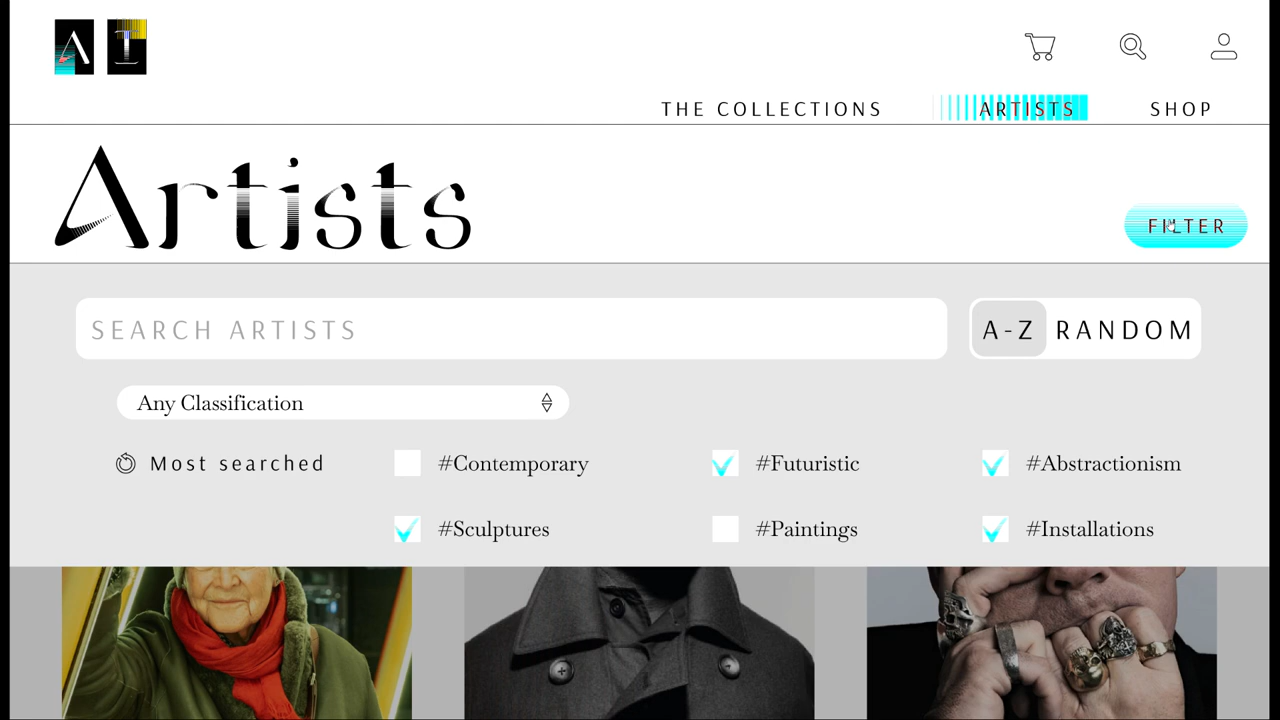 A I
THE COLLECTIONS ARTISTS SHOP
Artists
FILTER
SEARCH ARTISTS
A-Z RANDOM
Any Classification
Most searched #Contemporary #Futuristic #Abstractionism
#Sculptures #Paintings #Installations